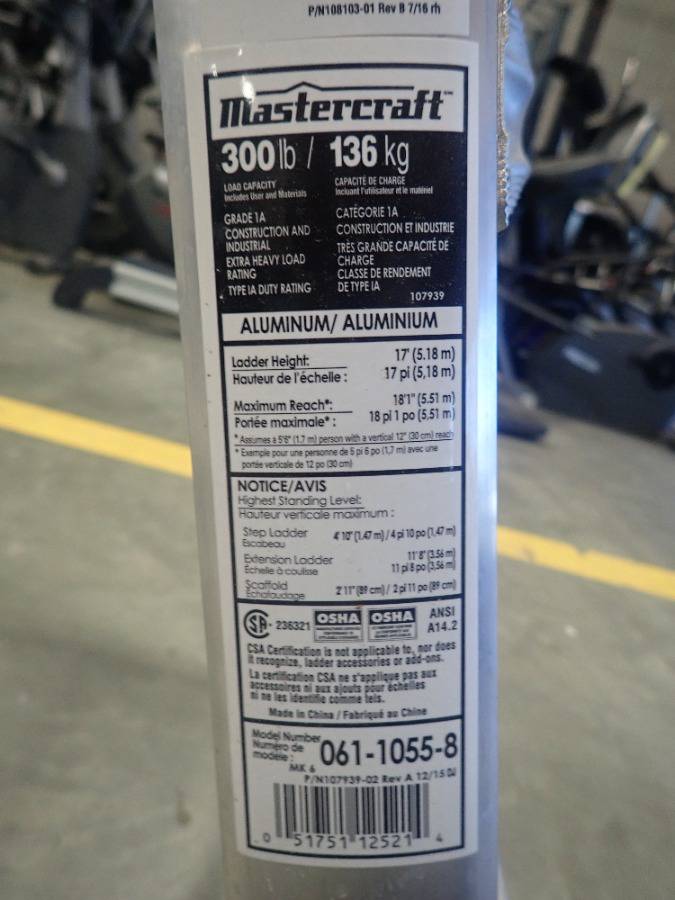 P/N108103-01 Rev B 7/16 rh
Mastercraft™
300 lb / 136 kg
LOAD CAPACITY
Includes User and Materials
CAPACITÉ DE CHARGE
Incluant l'utilisateur et le matériel
GRADE 1A
CONSTRUCTION AND
INDUSTRIAL
EXTRA HEAVY LOAD
RATING
TYPE IA DUTY RATING
CATÉGORIE 1A
CONSTRUCTION ET INDUSTRIE
TRÈS GRANDE CAPACITÉ DE
CHARGE
CLASSE DE RENDEMENT
DE TYPE IA
107939
ALUMINUM/ ALUMINIUM
Ladder Height: 17' (5.18 m)
Hauteur de l'échelle : 17 pi (5,18 m)
Maximum Reach*: 18'1" (5.51 m)
Portée maximale* : 18 pi 1 po (5,51 m)
* Assumes a 5'6" (1.7 m) person with a vertical 12" (30 cm) reach
* Exemple pour une personne de 5 pi 6 po (1,7 m) avec une
portée verticale de 12 po (30 cm)
NOTICE/AVIS
Highest Standing Level:
Hauteur verticale maximum :
Step Ladder 4'10" (1.47 m) / 4 pi 10 po (1,47 m)
Escabeau
Extension Ladder 11'8" (3.56 m)
Échelle à coulisse 11 pi 8 po (3,56 m)
Scaffold 2'11" (89 cm) / 2 pi 11 po (89 cm)
Échafaudage
236321 OSHA OSHA ANSI
A14.2
CSA Certification is not applicable to, nor does
it recognize, ladder accessories or add-ons.
La certification CSA ne s'applique pas aux
accessoires ni aux ajouts pour échelles
ni ne les identifie comme tels.
Made in China / Fabriqué au Chine
Model Number
Numéro de
modèle : 061-1055-8
MK 6
P/N107939-02 Rev A 12/15
0 51751 12521 4